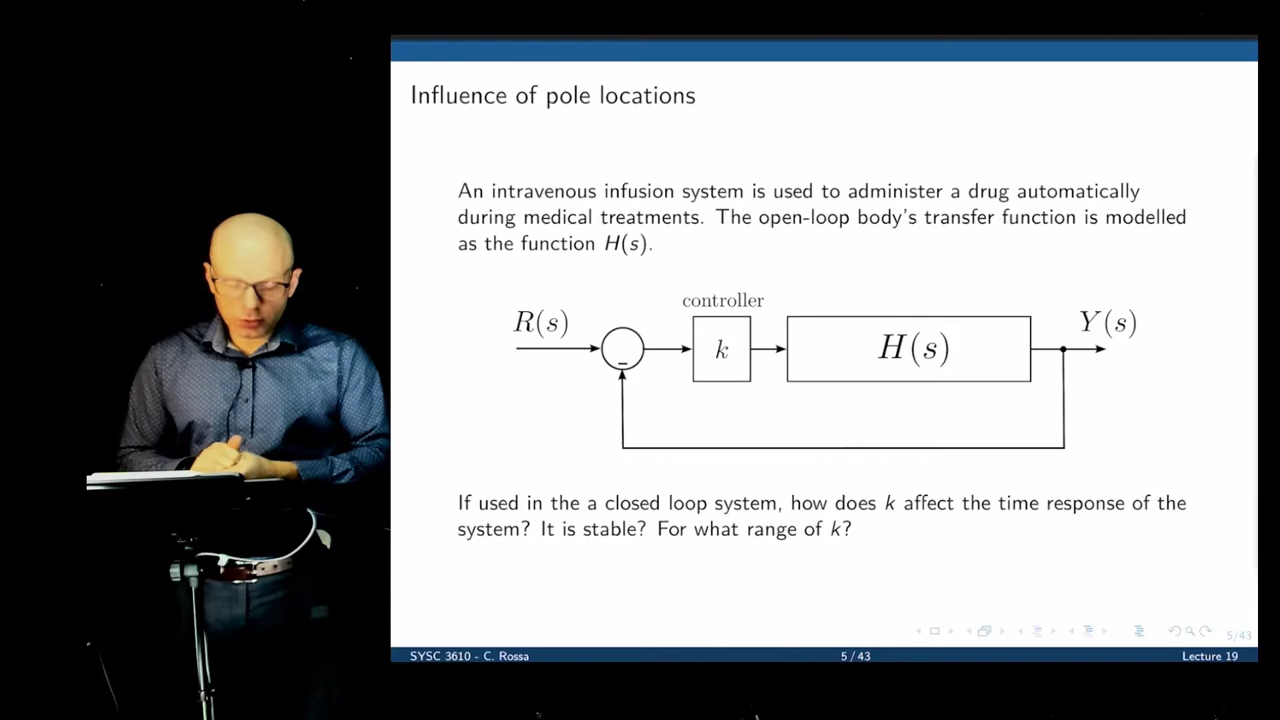 Influence of pole locations
An intravenous infusion system is used to administer a drug automatically
during medical treatments. The open-loop body's transfer function is modelled
as the function H(s).
controller
R(s)
k
H(s)
Y(s)
-
If used in the a closed loop system, how does k affect the time response of the
system? It is stable? For what range of k?
5/43
SYSC 3610 - C. Rossa
5 / 43
Lecture 19